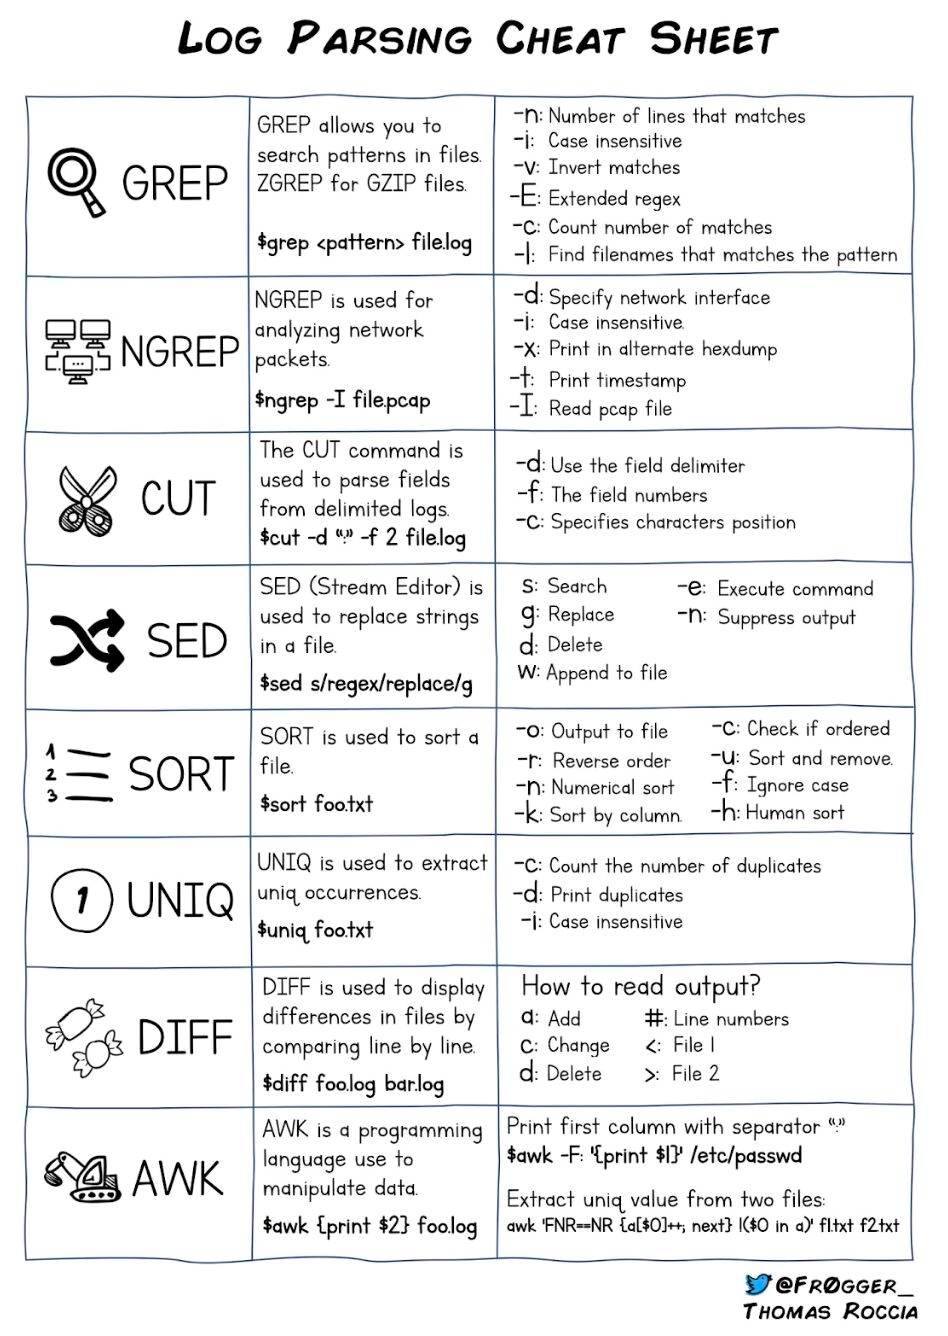 LOG PARSING CHEAT SHEET
GREP
GREP allows you to
search patterns in files.
ZGREP for GZIP files.
$grep <pattern> file.log
-n: Number of lines that matches
-i: Case insensitive
-v: Invert matches
-E: Extended regex
-c: Count number of matches
-l: Find filenames that matches the pattern
NGREP
NGREP is used for
analyzing network
packets.
$ngrep -I file.pcap
-d: Specify network interface
-i: Case insensitive.
-x: Print in alternate hexdump
-t: Print timestamp
-I: Read pcap file
CUT
The CUT command is
used to parse fields
from delimited logs.
$cut -d ":" -f 2 file.log
-d: Use the field delimiter
-f: The field numbers
-c: Specifies characters position
SED
SED (Stream Editor) is
used to replace strings
in a file.
$sed s/regex/replace/g
s: Search
g: Replace
d: Delete
w: Append to file
-e: Execute command
-n: Suppress output
1
2
3
SORT
SORT is used to sort a
file.
$sort foo.txt
-o: Output to file
-r: Reverse order
-n: Numerical sort
-k: Sort by column.
-c: Check if ordered
-u: Sort and remove.
-f: Ignore case
-h: Human sort
1
UNIQ
UNIQ is used to extract
uniq occurrences.
$uniq foo.txt
-c: Count the number of duplicates
-d: Print duplicates
-i: Case insensitive
DIFF
DIFF is used to display
differences in files by
comparing line by line.
$diff foo.log bar.log
How to read output?
a: Add
c: Change
d: Delete
#: Line numbers
<: File 1
>: File 2
AWK
AWK is a programming
language use to
manipulate data.
$awk {print $2} foo.log
Print first column with separator ":"
$awk -F: '{print $1}' /etc/passwd
Extract uniq value from two files:
awk 'FNR==NR {a[$0]++; next} !($0 in a)' f1.txt f2.txt
@FR0GGER_
THOMAS ROCCIA